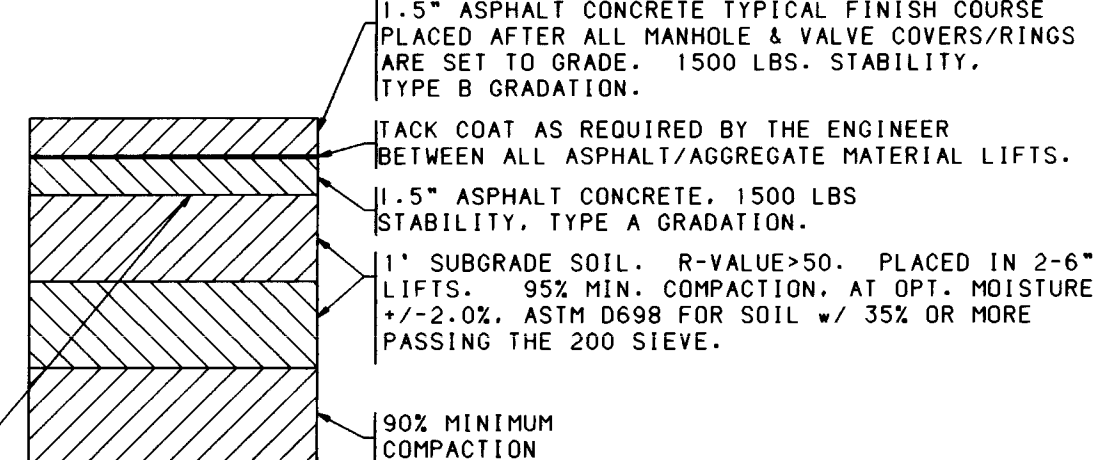 1.5" ASPHALT CONCRETE TYPICAL FINISH COURSE
PLACED AFTER ALL MANHOLE & VALVE COVERS/RINGS
ARE SET TO GRADE. 1500 LBS. STABILITY,
TYPE B GRADATION.
TACK COAT AS REQUIRED BY THE ENGINEER
BETWEEN ALL ASPHALT/AGGREGATE MATERIAL LIFTS.
1.5" ASPHALT CONCRETE, 1500 LBS
STABILITY, TYPE A GRADATION.
1' SUBGRADE SOIL. R-VALUE>50. PLACED IN 2-6"
LIFTS. 95% MIN. COMPACTION, AT OPT. MOISTURE
+/-2.0%, ASTM D698 FOR SOIL w/ 35% OR MORE
PASSING THE 200 SIEVE.
90% MINIMUM
COMPACTION